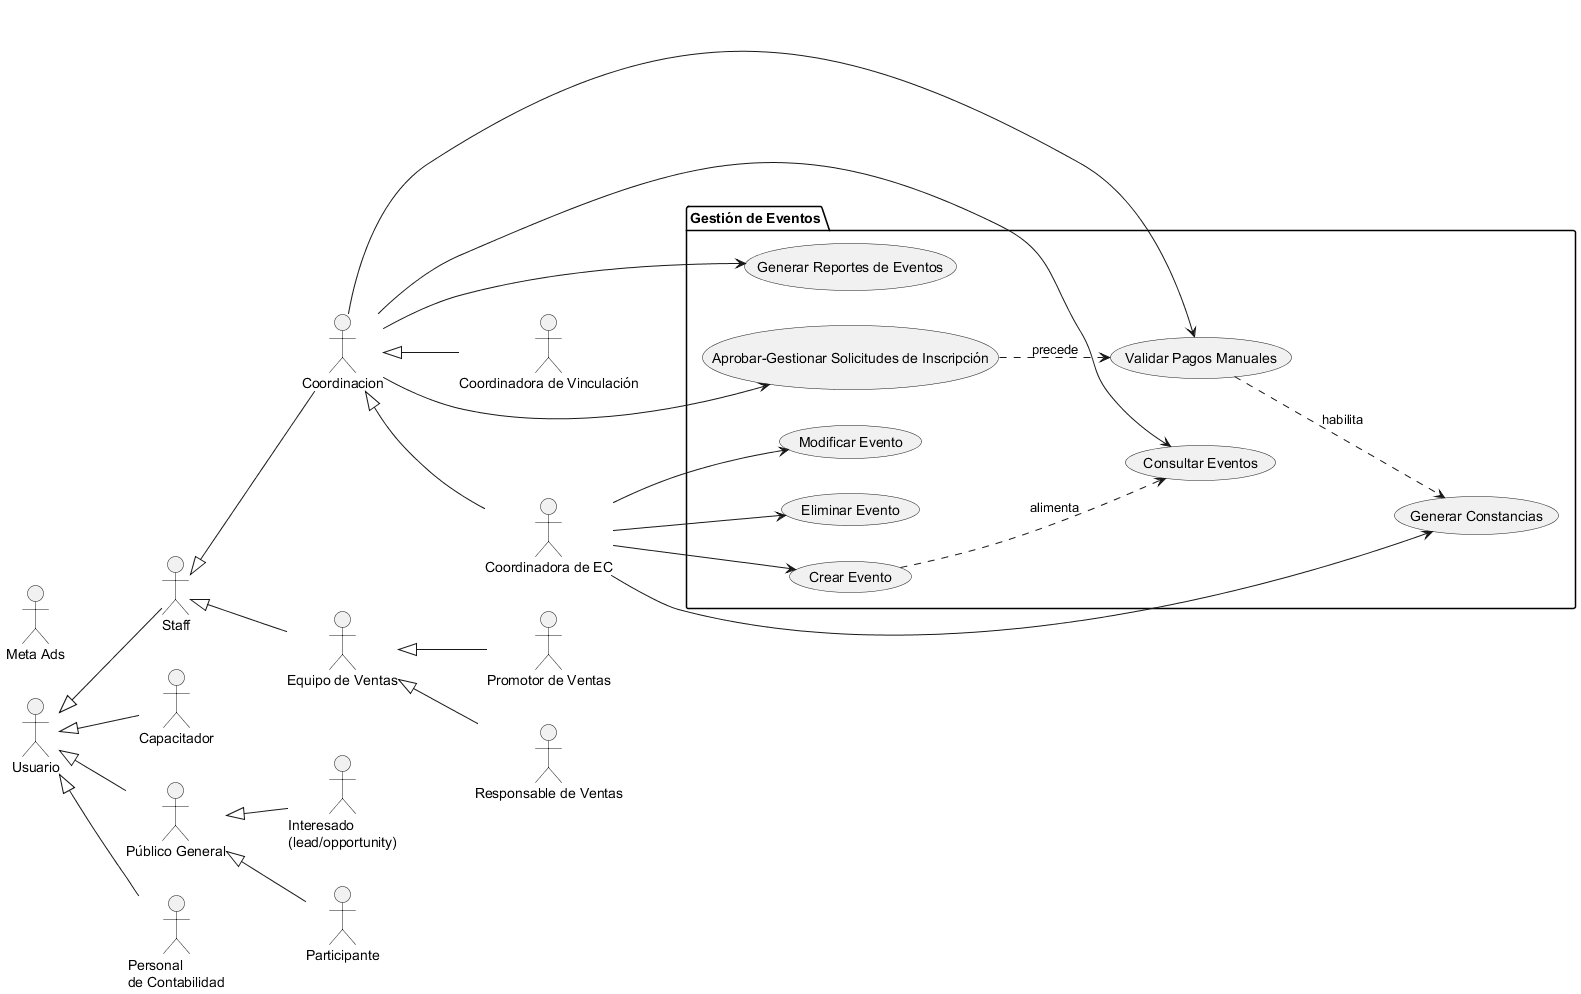 Gestión de Eventos
Generar Reportes de Eventos
Aprobar-Gestionar Solicitudes de Inscripción
precede
Validar Pagos Manuales
Coordinacion
Coordinadora de Vinculación
habilita
Modificar Evento
Consultar Eventos
Eliminar Evento
alimenta
Generar Constancias
Coordinadora de EC
Crear Evento
Staff
Meta Ads
Equipo de Ventas
Promotor de Ventas
Capacitador
Usuario
Responsable de Ventas
Interesado
(lead/opportunity)
Público General
Participante
Personal
de Contabilidad